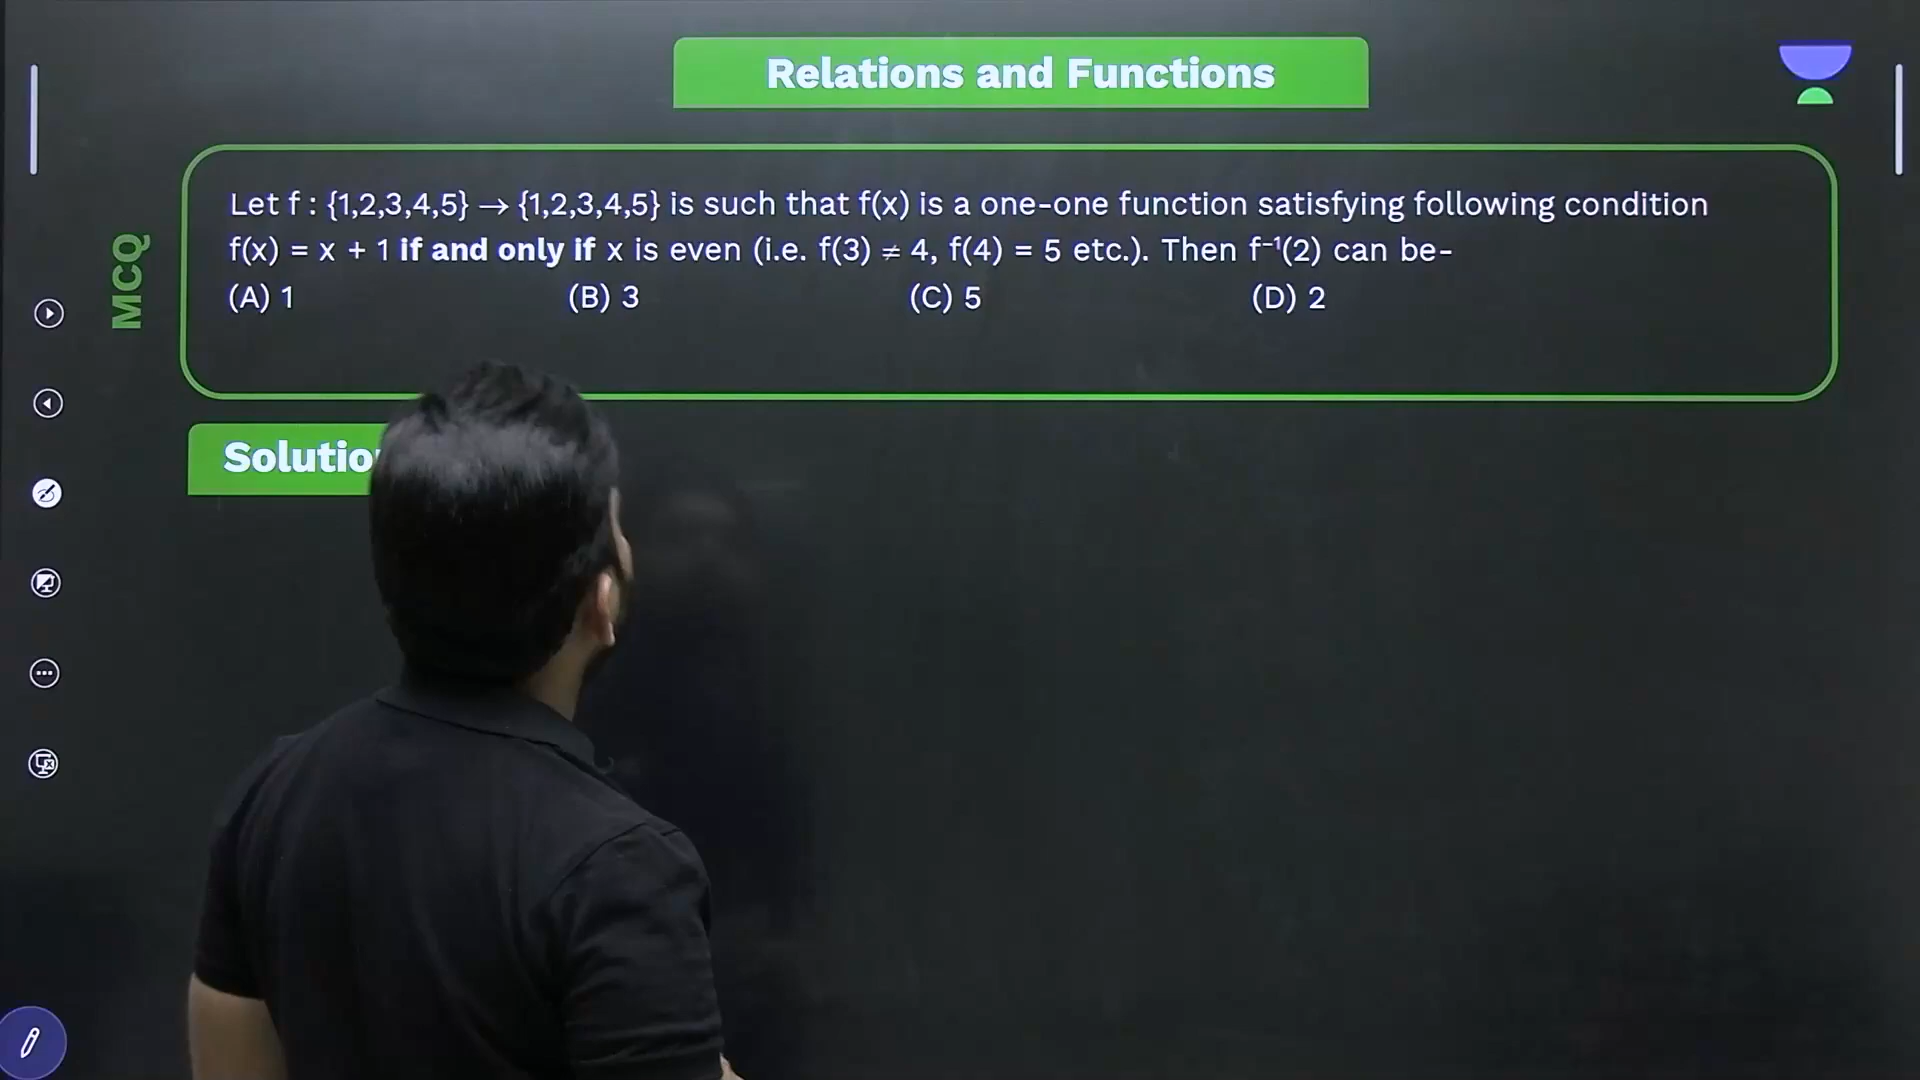 Relations and Functions
MCQ
Let f : {1,2,3,4,5} → {1,2,3,4,5} is such that f(x) is a one-one function satisfying following condition
f(x) = x + 1 if and only if x is even (i.e. f(3) ≠ 4, f(4) = 5 etc.). Then f⁻¹(2) can be-
(A) 1 (B) 3 (C) 5 (D) 2